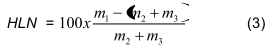 HLN = 100x (m₁ - m₂ + m₃) / (m₂ + m₃) (3)